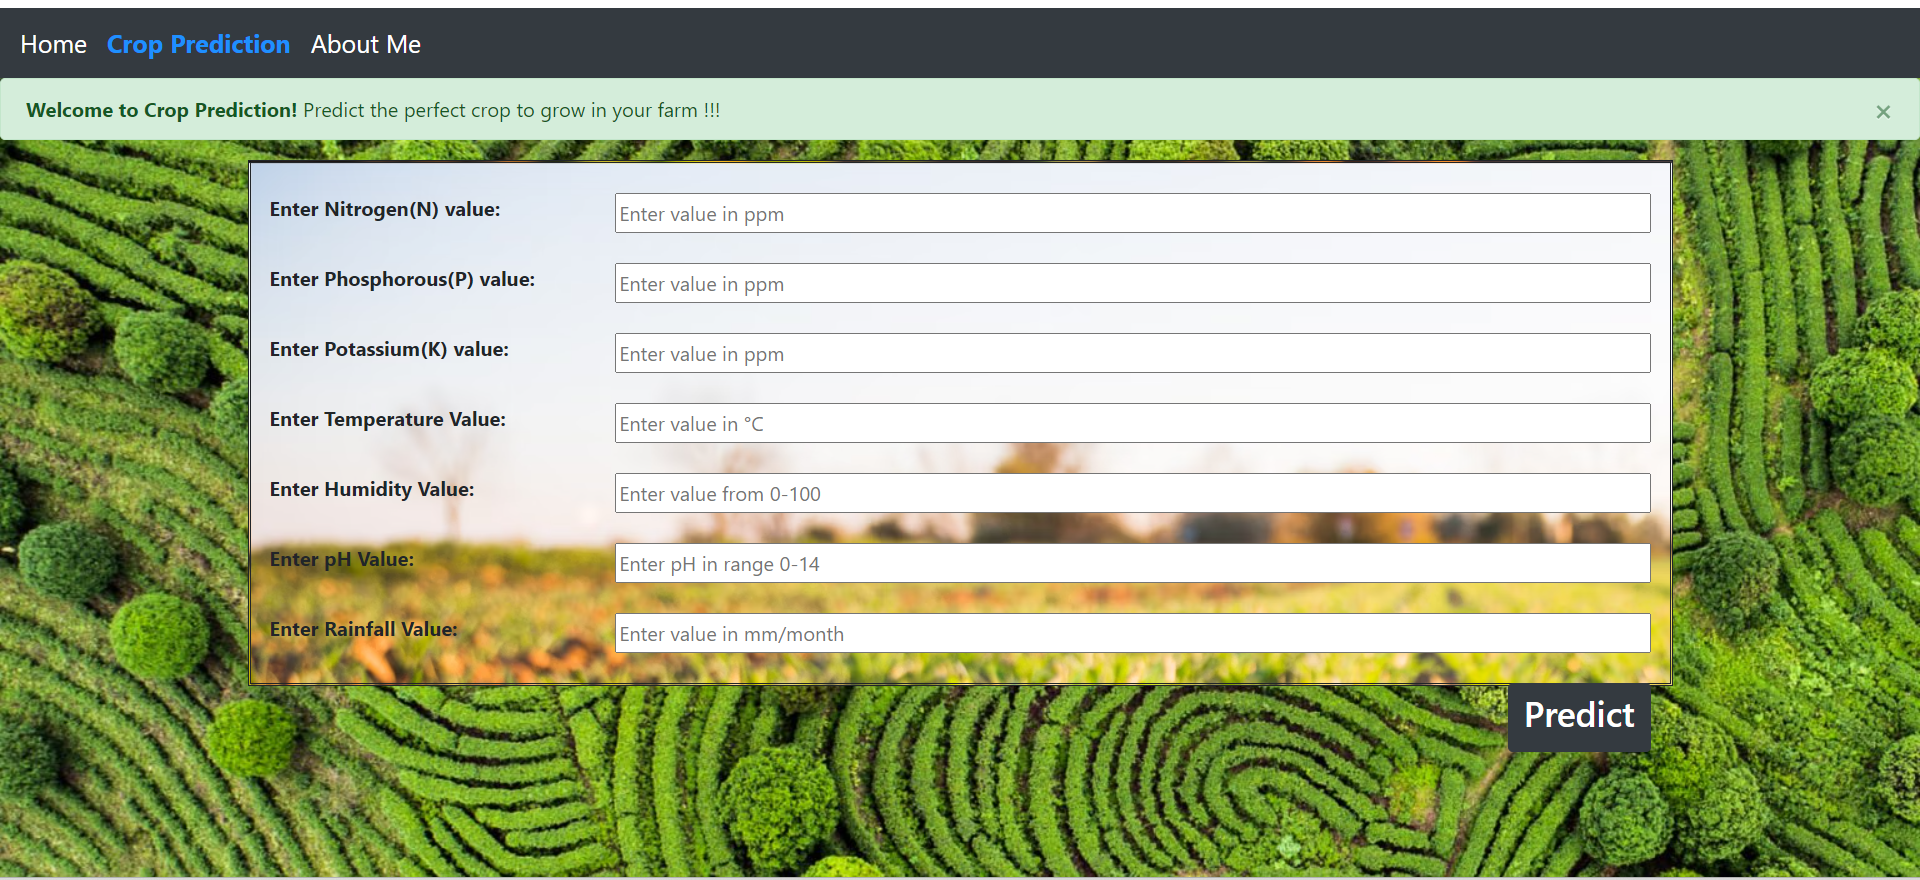 Home Crop Prediction About Me
Welcome to Crop Prediction! Predict the perfect crop to grow in your farm !!! ×
Enter Nitrogen(N) value: Enter value in ppm
Enter Phosphorous(P) value: Enter value in ppm
Enter Potassium(K) value: Enter value in ppm
Enter Temperature Value: Enter value in °C
Enter Humidity Value: Enter value from 0-100
Enter pH Value: Enter pH in range 0-14
Enter Rainfall Value: Enter value in mm/month
Predict